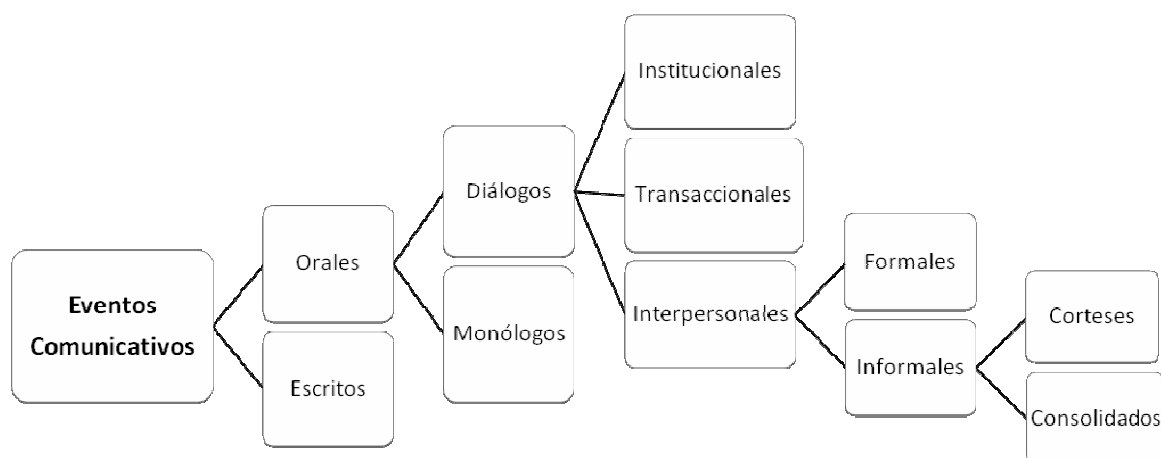 Eventos
Comunicativos
Orales
Escritos
Diálogos
Monólogos
Institucionales
Transaccionales
Interpersonales
Formales
Informales
Corteses
Consolidados